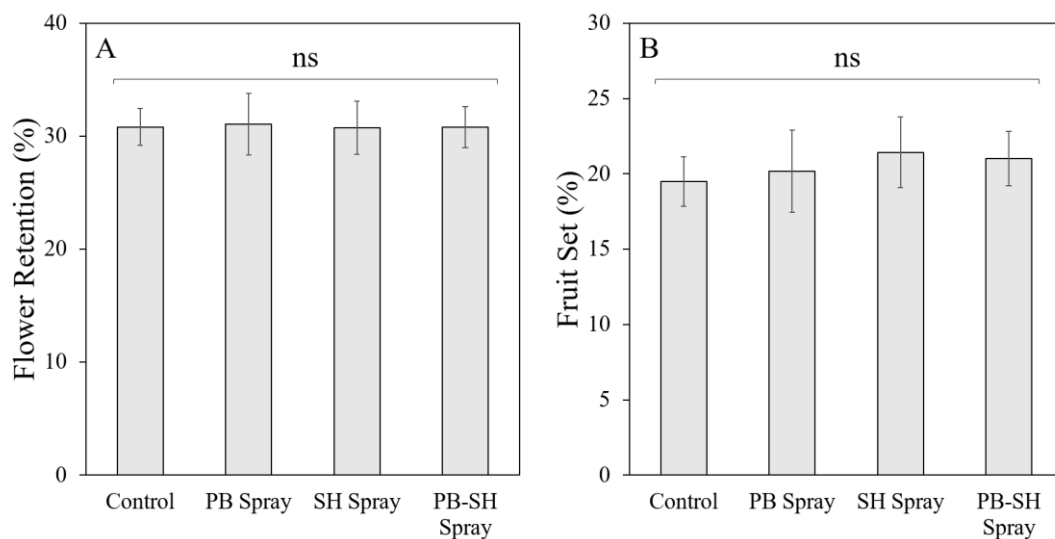 A
ns
Flower Retention (%)
40
30
20
10
0
Control
PB Spray
SH Spray
PB-SH
Spray
B
ns
Fruit Set (%)
30
25
20
15
10
5
0
Control
PB Spray
SH Spray
PB-SH
Spray